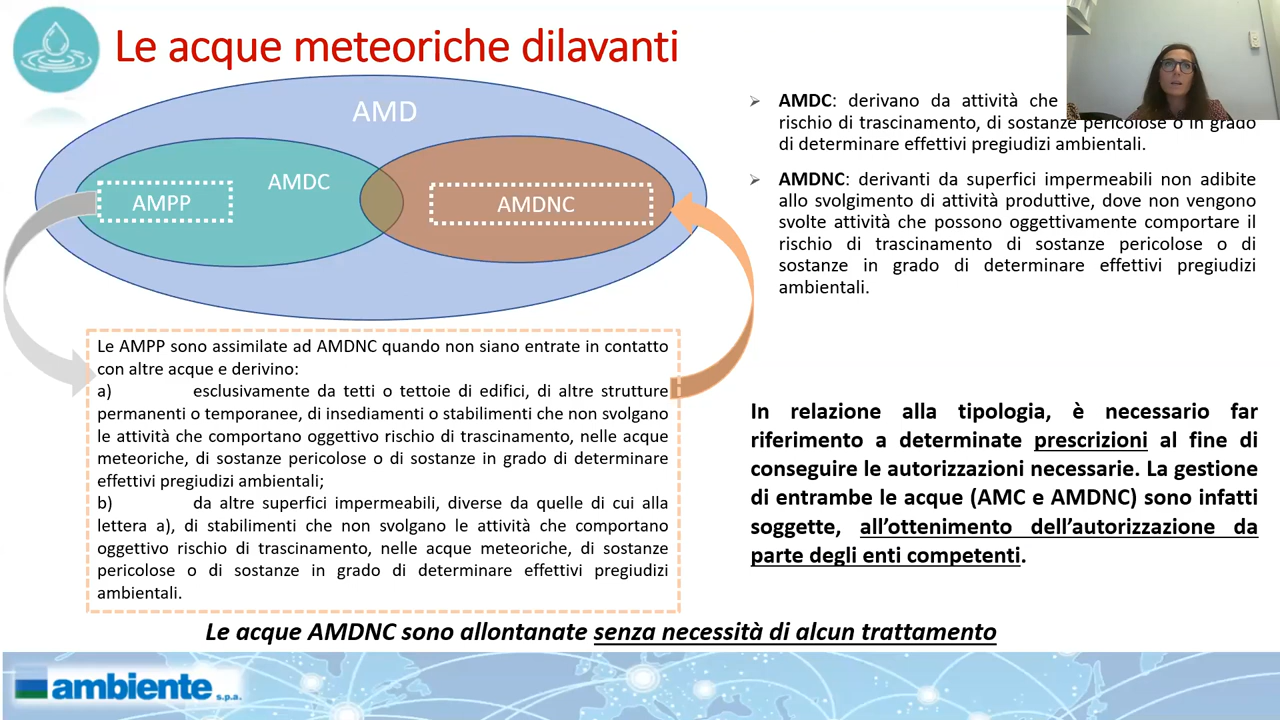 Le acque meteoriche dilavanti
AMD
AMDC
AMPP
AMDNC
Le AMPP sono assimilate ad AMDNC quando non siano entrate in contatto
con altre acque e derivino:
a) esclusivamente da tetti o tettoie di edifici, di altre strutture
permanenti o temporanee, di insediamenti o stabilimenti che non svolgano
le attività che comportano oggettivo rischio di trascinamento, nelle acque
meteoriche, di sostanze pericolose o di sostanze in grado di determinare
effettivi pregiudizi ambientali;
b) da altre superfici impermeabili, diverse da quelle di cui alla
lettera a), di stabilimenti che non svolgano le attività che comportano
oggettivo rischio di trascinamento, nelle acque meteoriche, di sostanze
pericolose o di sostanze in grado di determinare effettivi pregiudizi
ambientali.
AMDC: derivano da attività che
rischio di trascinamento, di sostanze pericolose o in grado
di determinare effettivi pregiudizi ambientali.
AMDNC: derivanti da superfici impermeabili non adibite
allo svolgimento di attività produttive, dove non vengono
svolte attività che possono oggettivamente comportare il
rischio di trascinamento di sostanze pericolose o di
sostanze in grado di determinare effettivi pregiudizi
ambientali.
In relazione alla tipologia, è necessario far
riferimento a determinate prescrizioni al fine di
conseguire le autorizzazioni necessarie. La gestione
di entrambe le acque (AMC e AMDNC) sono infatti
soggette, all’ottenimento dell’autorizzazione da
parte degli enti competenti.
Le acque AMDNC sono allontanate senza necessità di alcun trattamento
ambiente s.p.a.